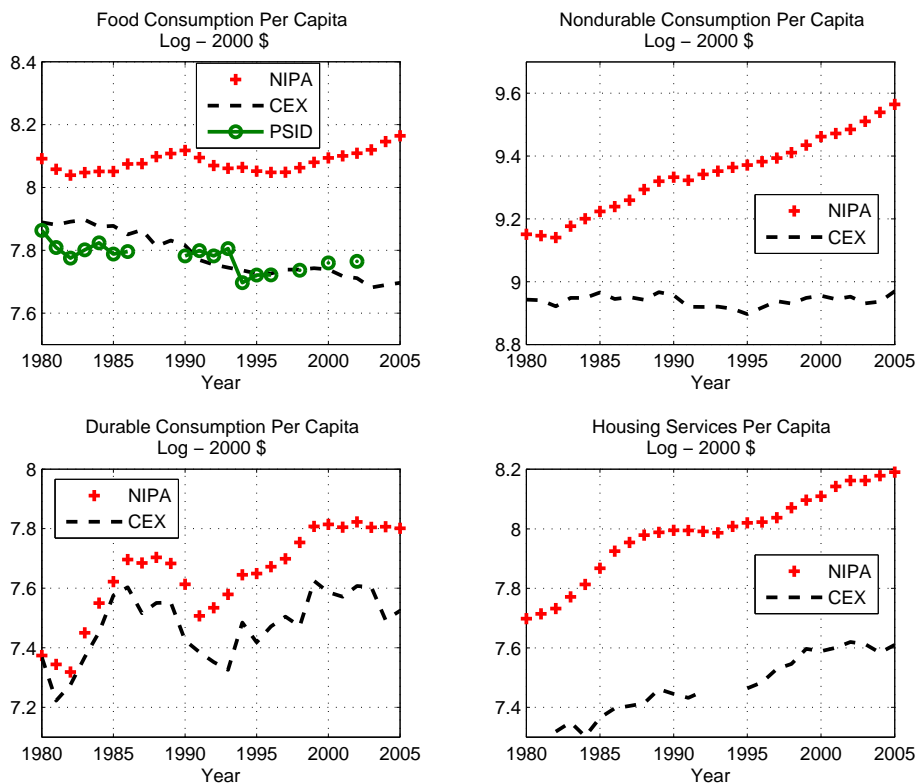 Food Consumption Per Capita
Log − 2000 $
8.4
8.2
8
7.8
7.6
NIPA
CEX
PSID
1980 1985 1990 1995 2000 2005
Year
Nondurable Consumption Per Capita
Log − 2000 $
9.6
9.4
9.2
9
8.8
NIPA
CEX
1980 1985 1990 1995 2000 2005
Year
Durable Consumption Per Capita
Log − 2000 $
8
7.8
7.6
7.4
7.2
NIPA
CEX
1980 1985 1990 1995 2000 2005
Year
Housing Services Per Capita
Log − 2000 $
8.2
8
7.8
7.6
7.4
NIPA
CEX
1980 1985 1990 1995 2000 2005
Year